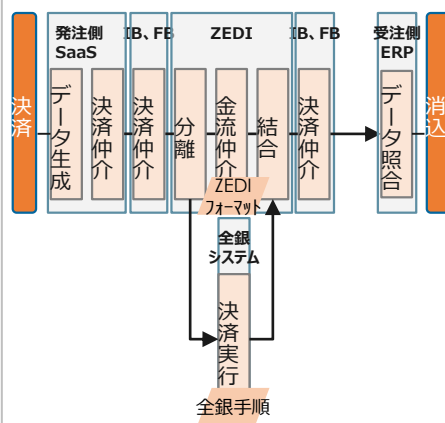 発注側
SaaS
IB、FB
ZEDI
IB、FB
受注側
ERP
決済
データ生成
決済仲介
決済仲介
分離
金流仲介
結合
決済仲介
データ照合
消込
ZEDI
フォーマット
全銀
システム
決済実行
全銀手順